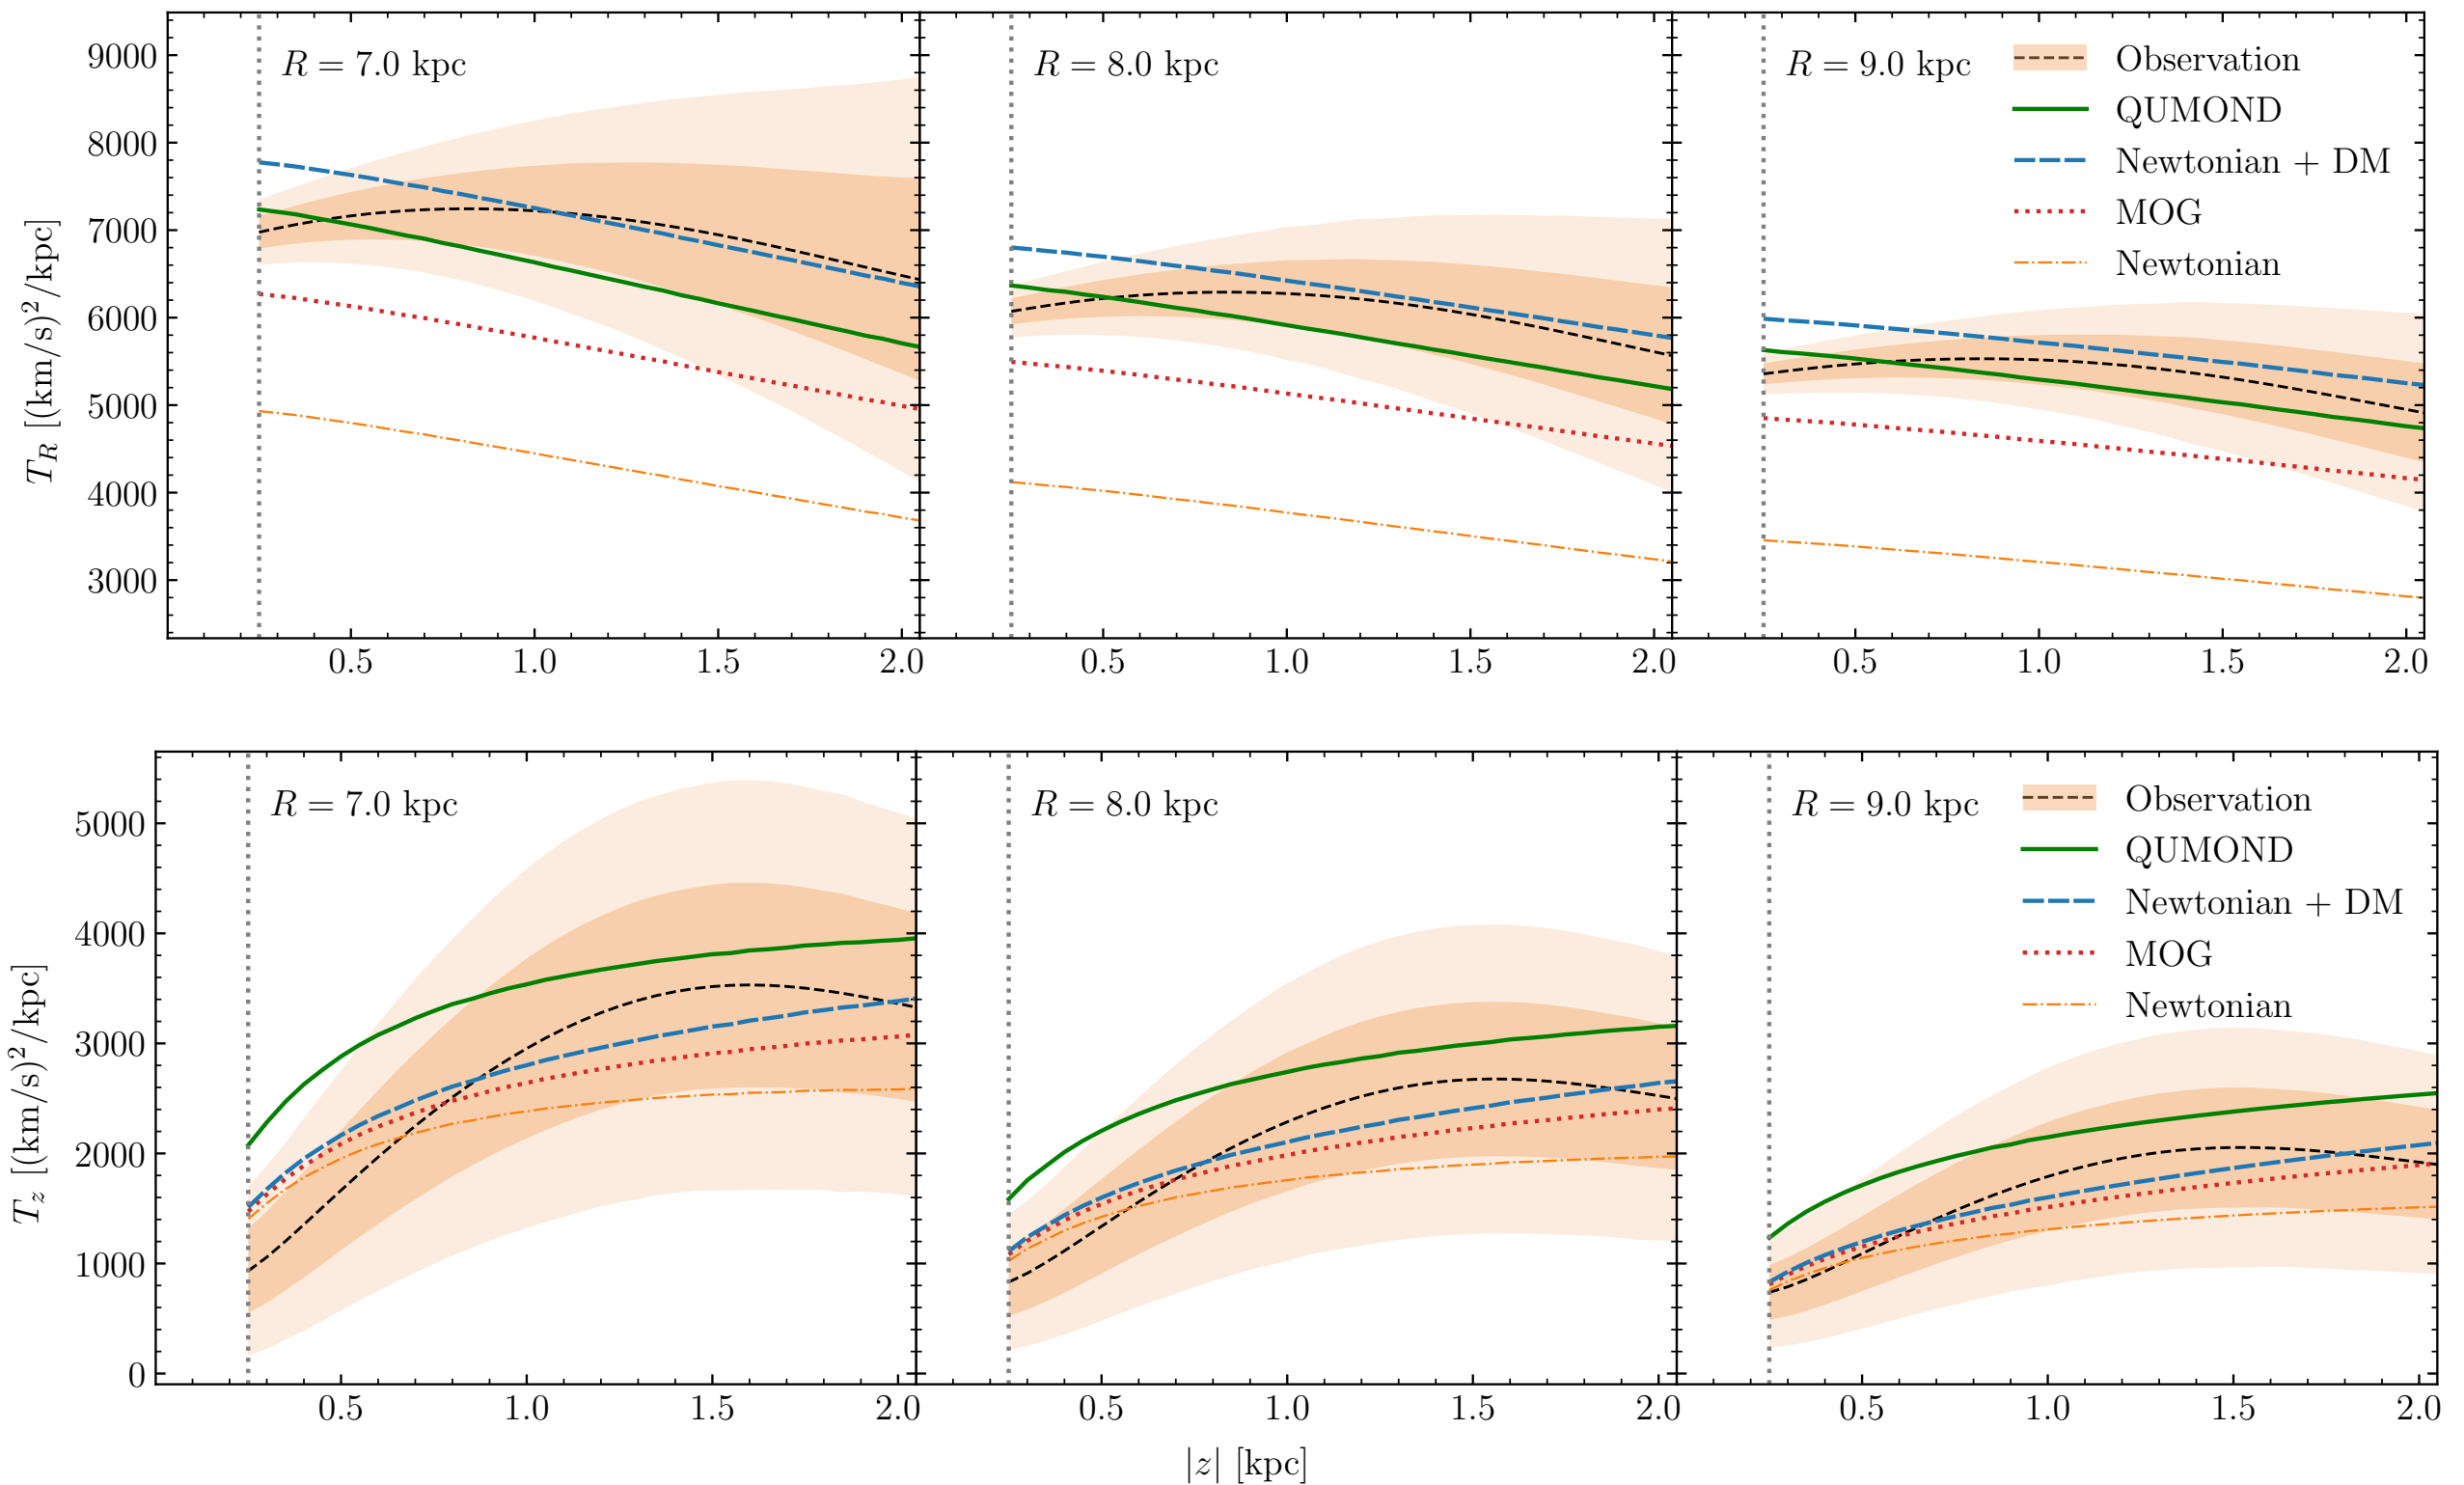 R = 7.0 kpc
R = 8.0 kpc
R = 9.0 kpc
Observation
QUMOND
Newtonian + DM
MOG
Newtonian
9000
8000
7000
6000
5000
4000
3000
T_R [(km/s)²/kpc]
0.5 1.0 1.5 2.0
0.5 1.0 1.5 2.0
0.5 1.0 1.5 2.0
R = 7.0 kpc
R = 8.0 kpc
R = 9.0 kpc
Observation
QUMOND
Newtonian + DM
MOG
Newtonian
5000
4000
3000
2000
1000
0
T_z [(km/s)²/kpc]
0.5 1.0 1.5 2.0
0.5 1.0 1.5 2.0
0.5 1.0 1.5 2.0
|z| [kpc]